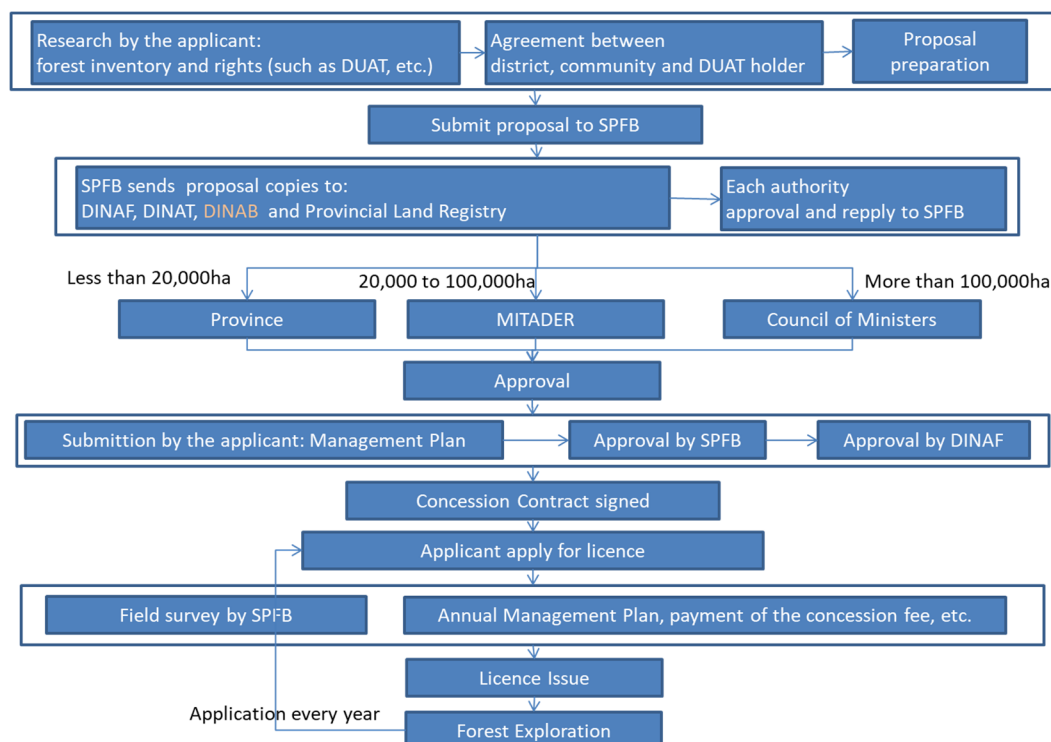 Research by the applicant:
forest inventory and rights (such as DUAT, etc.)
Agreement between
district, community and DUAT holder
Proposal
preparation
Submit proposal to SPFB
SPFB sends proposal copies to:
DINAF, DINAT, DINAB and Provincial Land Registry
Each authority
approval and repply to SPFB
Less than 20,000ha
20,000 to 100,000ha
More than 100,000ha
Province
MITADER
Council of Ministers
Approval
Submittion by the applicant: Management Plan
Approval by SPFB
Approval by DINAF
Concession Contract signed
Applicant apply for licence
Field survey by SPFB
Annual Management Plan, payment of the concession fee, etc.
Licence Issue
Application every year
Forest Exploration